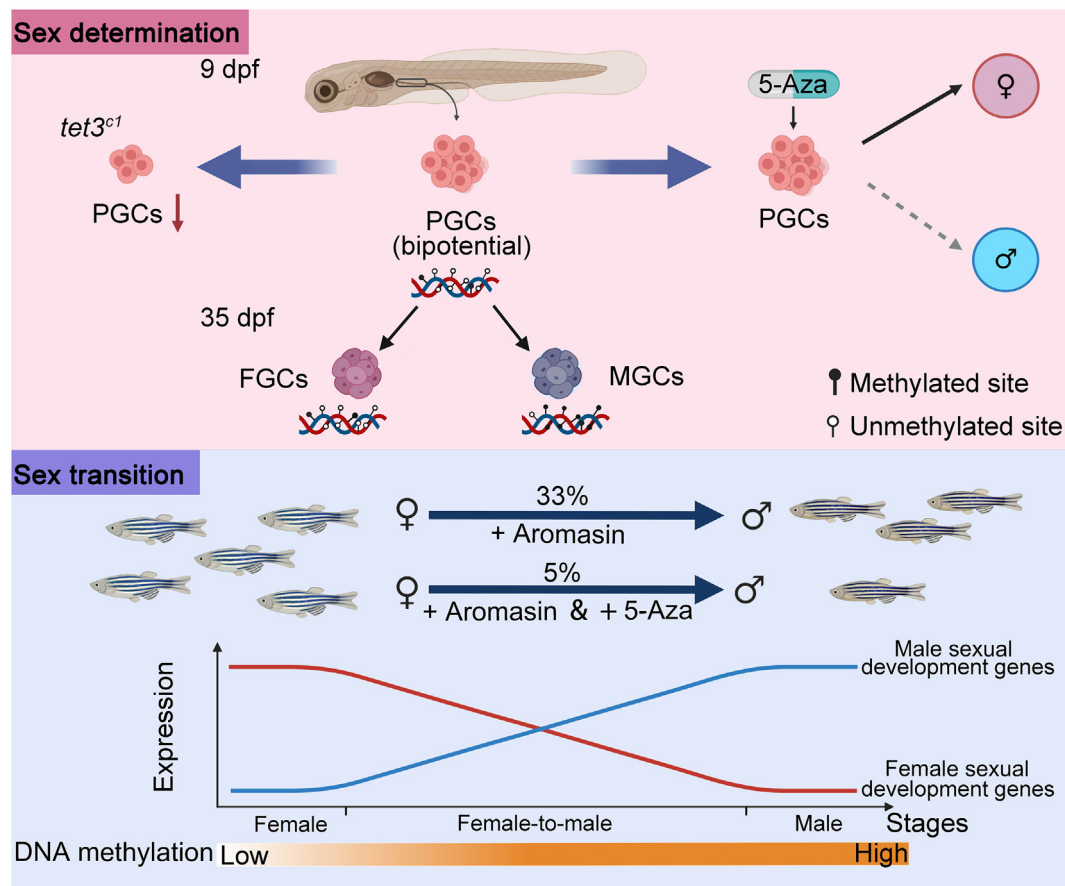 Sex determination
9 dpf
5-Aza
♀
tet3c1
PGCs
PGCs
(bipotential)
PGCs
♂
35 dpf
FGCs
MGCs
Methylated site
Unmethylated site
Sex transition
♀
33%
+ Aromasin
♂
♀
5%
+ Aromasin & + 5-Aza
♂
Expression
Male sexual
development genes
Female sexual
development genes
Female
Female-to-male
Male
Stages
DNA methylation
Low
High